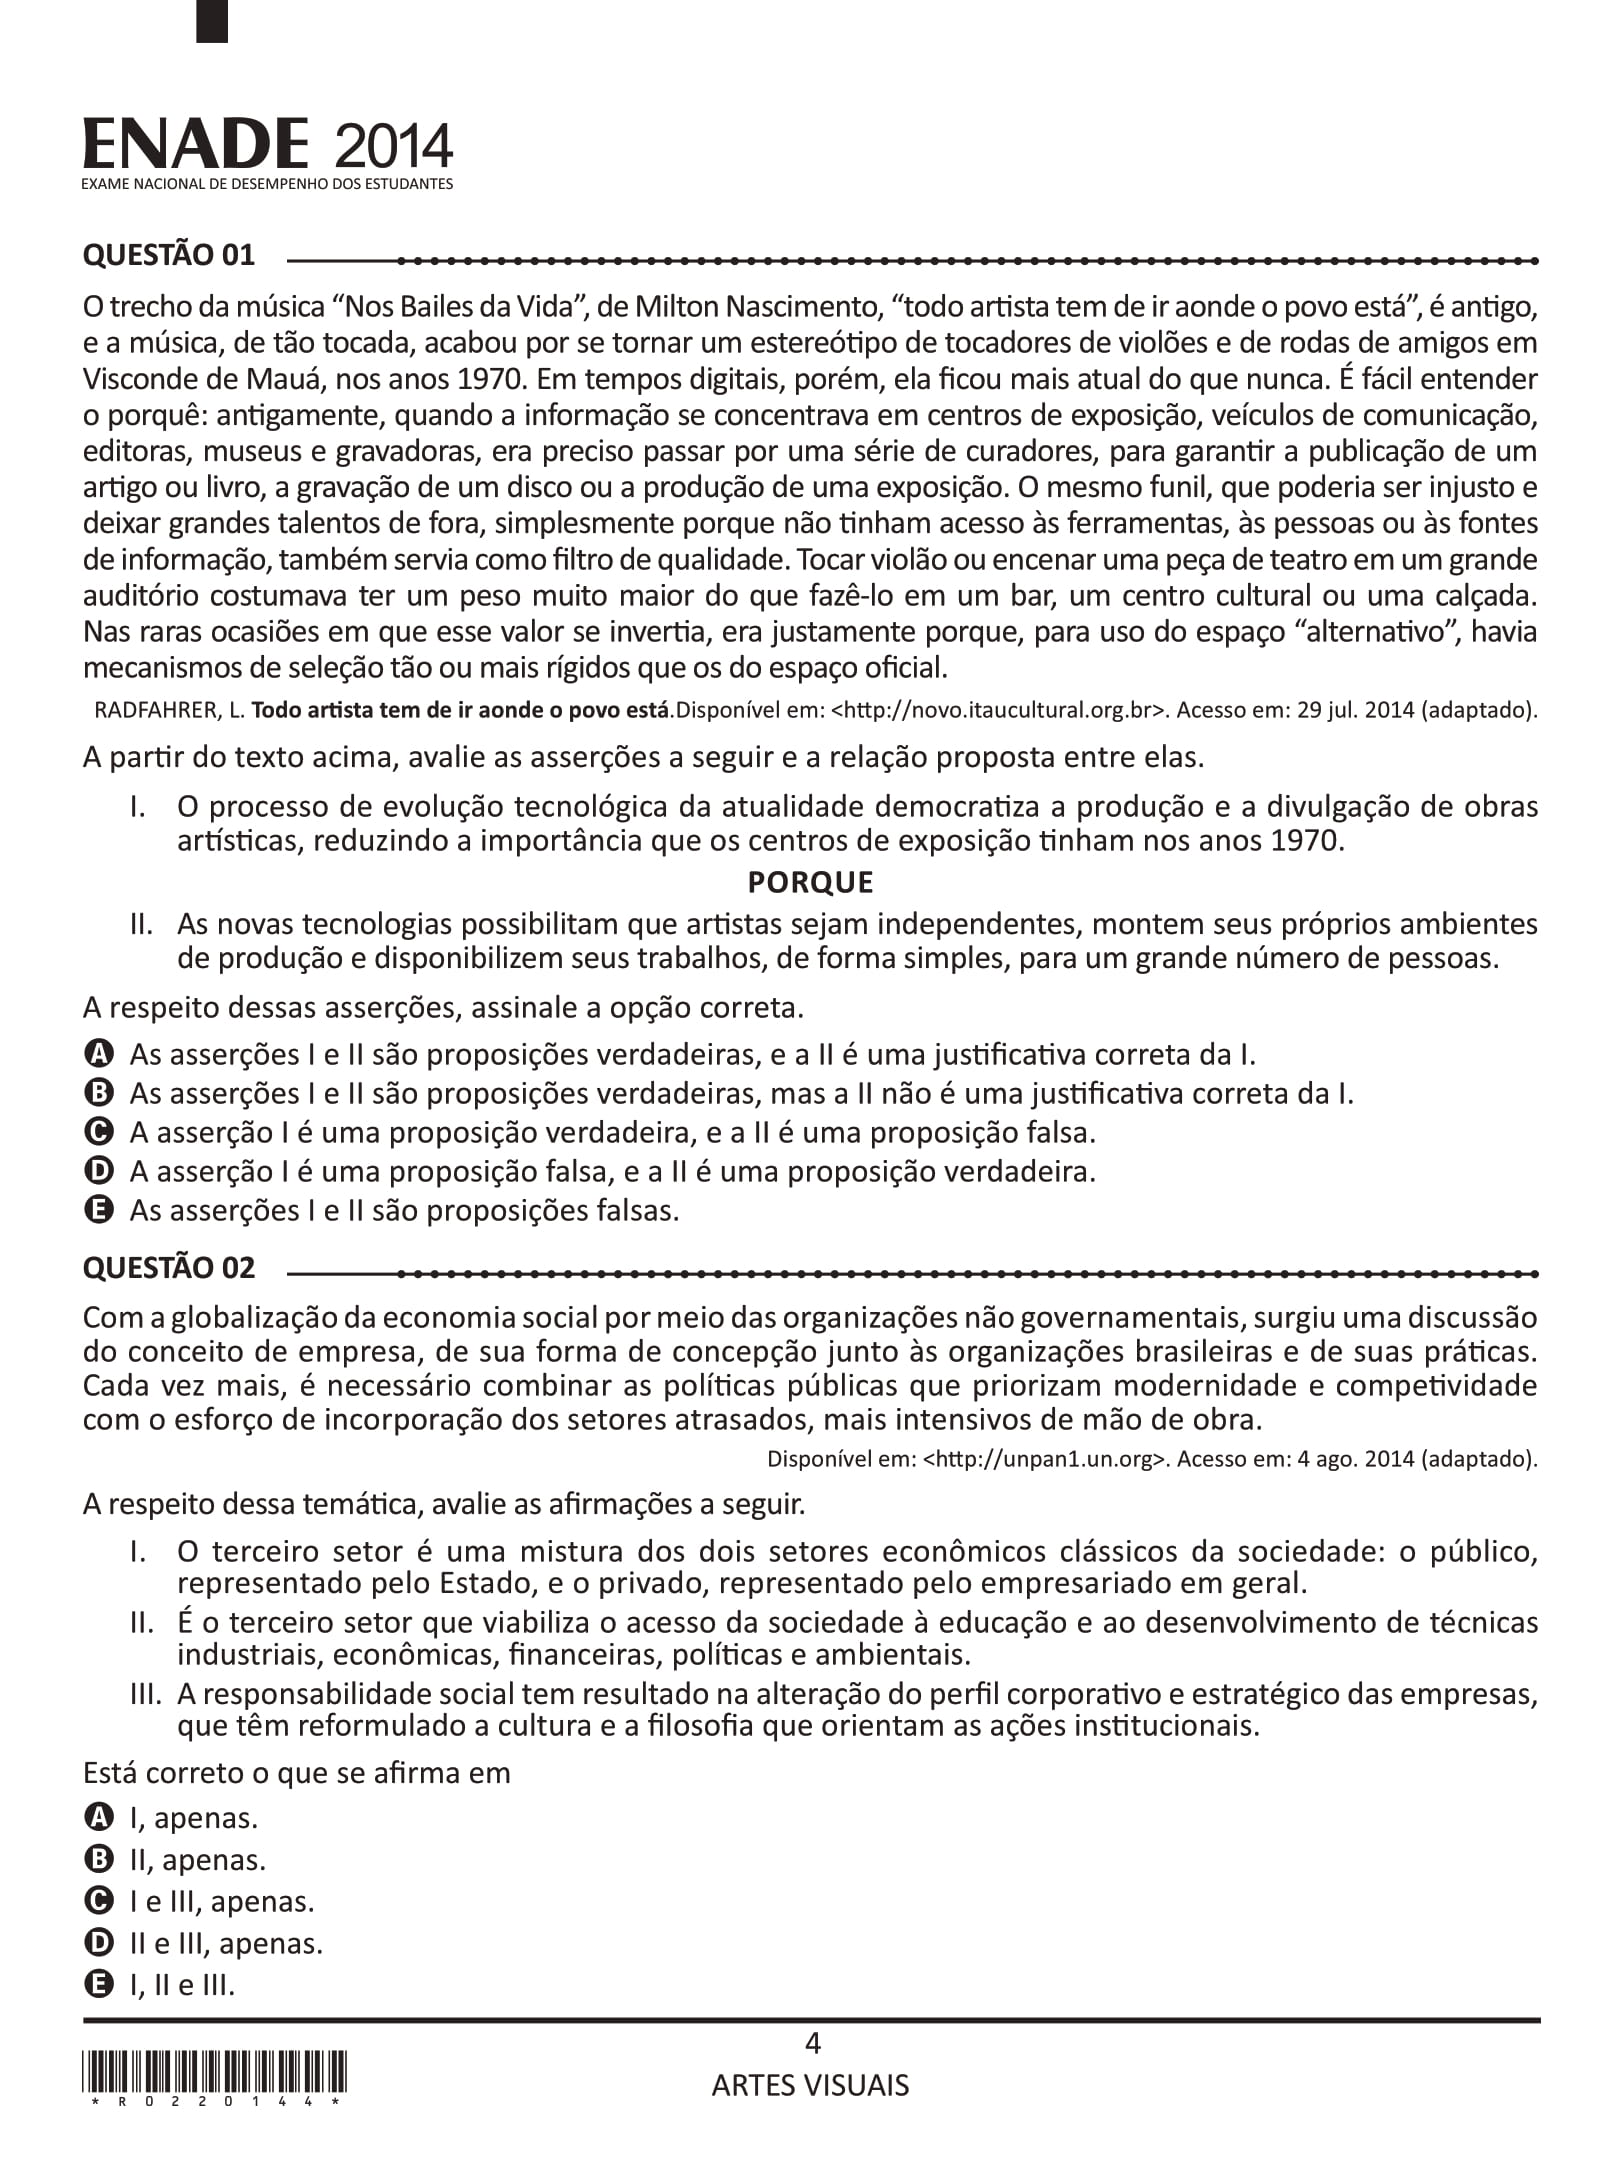 ENADE 2014
EXAME NACIONAL DE DESEMPENHO DOS ESTUDANTES
QUESTÃO 01
O trecho da música “Nos Bailes da Vida”, de Milton Nascimento, “todo artista tem de ir aonde o povo está”, é antigo,
e a música, de tão tocada, acabou por se tornar um estereótipo de tocadores de violões e de rodas de amigos em
Visconde de Mauá, nos anos 1970. Em tempos digitais, porém, ela ficou mais atual do que nunca. É fácil entender
o porquê: antigamente, quando a informação se concentrava em centros de exposição, veículos de comunicação,
editoras, museus e gravadoras, era preciso passar por uma série de curadores, para garantir a publicação de um
artigo ou livro, a gravação de um disco ou a produção de uma exposição. O mesmo funil, que poderia ser injusto e
deixar grandes talentos de fora, simplesmente porque não tinham acesso às ferramentas, às pessoas ou às fontes
de informação, também servia como filtro de qualidade. Tocar violão ou encenar uma peça de teatro em um grande
auditório costumava ter um peso muito maior do que fazê-lo em um bar, um centro cultural ou uma calçada.
Nas raras ocasiões em que esse valor se invertia, era justamente porque, para uso do espaço “alternativo”, havia
mecanismos de seleção tão ou mais rígidos que os do espaço oficial.
RADFAHRER, L. Todo artista tem de ir aonde o povo está.Disponível em: <http://novo.itaucultural.org.br>. Acesso em: 29 jul. 2014 (adaptado).
A partir do texto acima, avalie as asserções a seguir e a relação proposta entre elas.
I. O processo de evolução tecnológica da atualidade democratiza a produção e a divulgação de obras
artísticas, reduzindo a importância que os centros de exposição tinham nos anos 1970.
PORQUE
II. As novas tecnologias possibilitam que artistas sejam independentes, montem seus próprios ambientes
de produção e disponibilizem seus trabalhos, de forma simples, para um grande número de pessoas.
A respeito dessas asserções, assinale a opção correta.
A As asserções I e II são proposições verdadeiras, e a II é uma justificativa correta da I.
B As asserções I e II são proposições verdadeiras, mas a II não é uma justificativa correta da I.
C A asserção I é uma proposição verdadeira, e a II é uma proposição falsa.
D A asserção I é uma proposição falsa, e a II é uma proposição verdadeira.
E As asserções I e II são proposições falsas.
QUESTÃO 02
Com a globalização da economia social por meio das organizações não governamentais, surgiu uma discussão
do conceito de empresa, de sua forma de concepção junto às organizações brasileiras e de suas práticas.
Cada vez mais, é necessário combinar as políticas públicas que priorizam modernidade e competividade
com o esforço de incorporação dos setores atrasados, mais intensivos de mão de obra.
Disponível em: <http://unpan1.un.org>. Acesso em: 4 ago. 2014 (adaptado).
A respeito dessa temática, avalie as afirmações a seguir.
I. O terceiro setor é uma mistura dos dois setores econômicos clássicos da sociedade: o público,
representado pelo Estado, e o privado, representado pelo empresariado em geral.
II. É o terceiro setor que viabiliza o acesso da sociedade à educação e ao desenvolvimento de técnicas
industriais, econômicas, financeiras, políticas e ambientais.
III. A responsabilidade social tem resultado na alteração do perfil corporativo e estratégico das empresas,
que têm reformulado a cultura e a filosofia que orientam as ações institucionais.
Está correto o que se afirma em
A I, apenas.
B II, apenas.
C I e III, apenas.
D II e III, apenas.
E I, II e III.
4
ARTES VISUAIS
* R 0 2 2 0 1 4 4 *